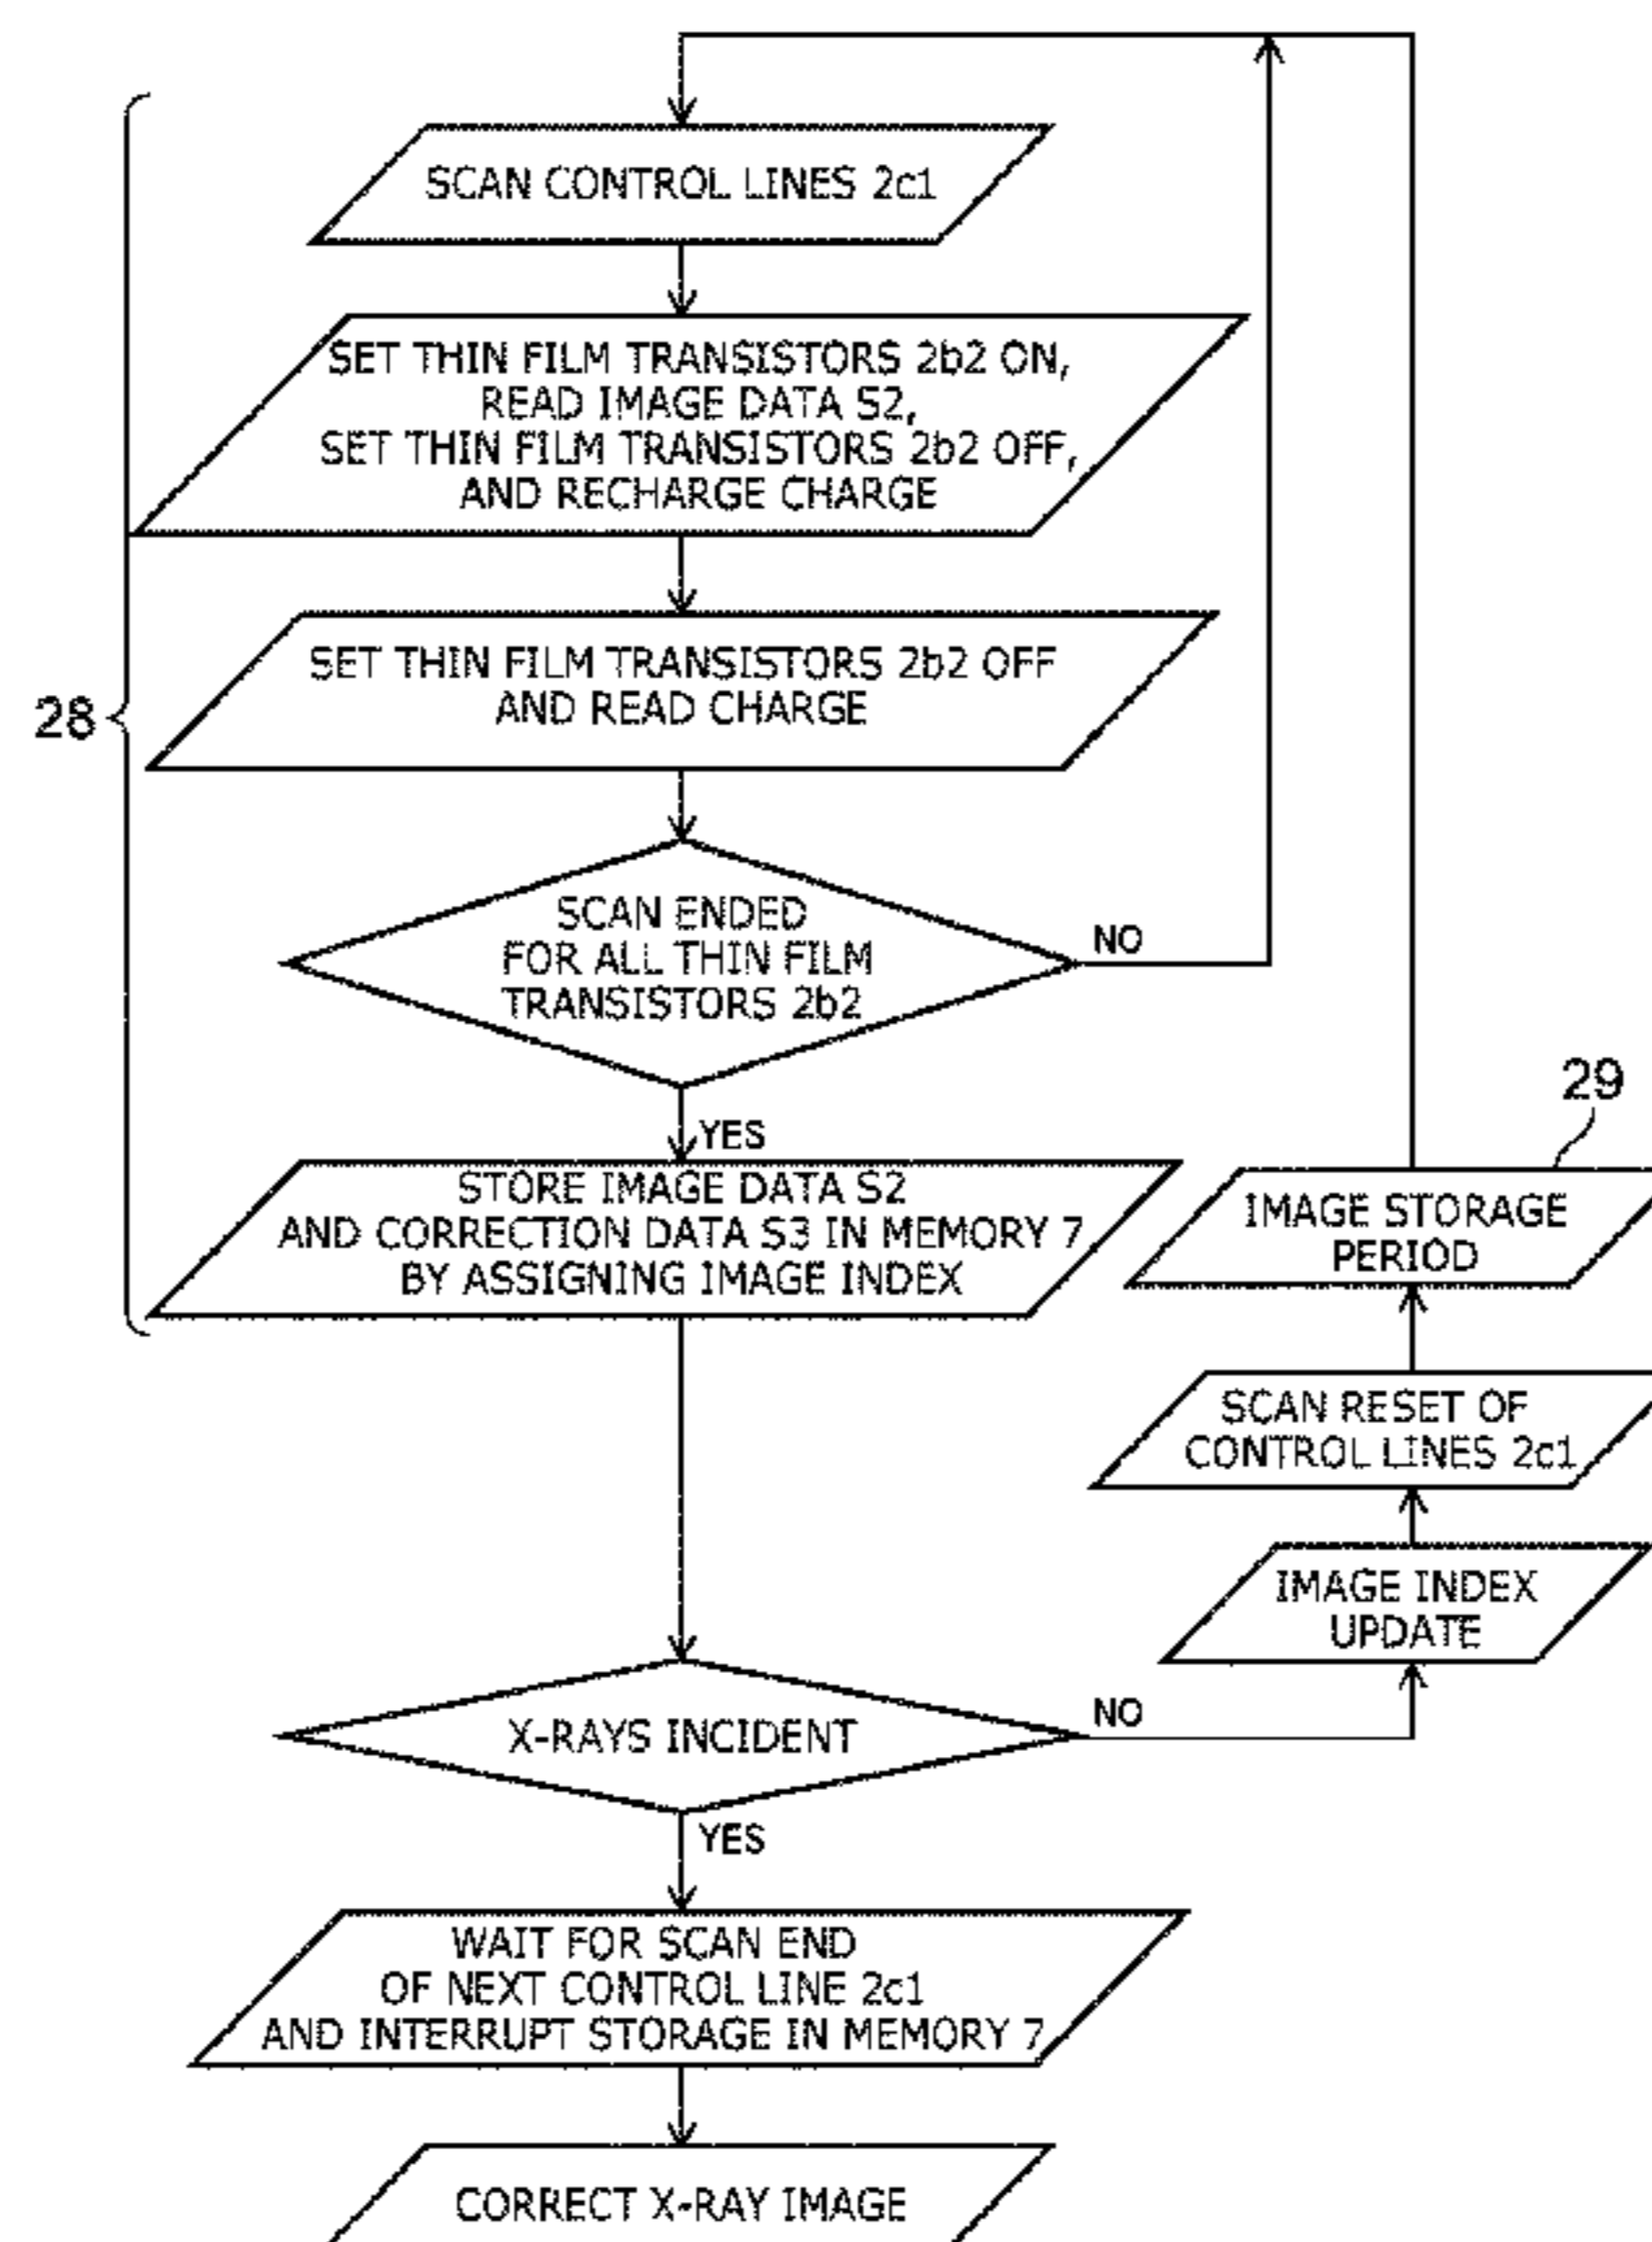 SCAN CONTROL LINES 2c1
SET THIN FILM TRANSISTORS 2b2 ON,
READ IMAGE DATA S2,
SET THIN FILM TRANSISTORS 2b2 OFF,
AND RECHARGE CHARGE
SET THIN FILM TRANSISTORS 2b2 OFF
AND READ CHARGE
28
SCAN ENDED
FOR ALL THIN FILM
TRANSISTORS 2b2
NO
YES
STORE IMAGE DATA S2
AND CORRECTION DATA S3 IN MEMORY 7
BY ASSIGNING IMAGE INDEX
29
IMAGE STORAGE
PERIOD
SCAN RESET OF
CONTROL LINES 2c1
IMAGE INDEX
UPDATE
X-RAYS INCIDENT
NO
YES
WAIT FOR SCAN END
OF NEXT CONTROL LINE 2c1
AND INTERRUPT STORAGE IN MEMORY 7
CORRECT X-RAY IMAGE